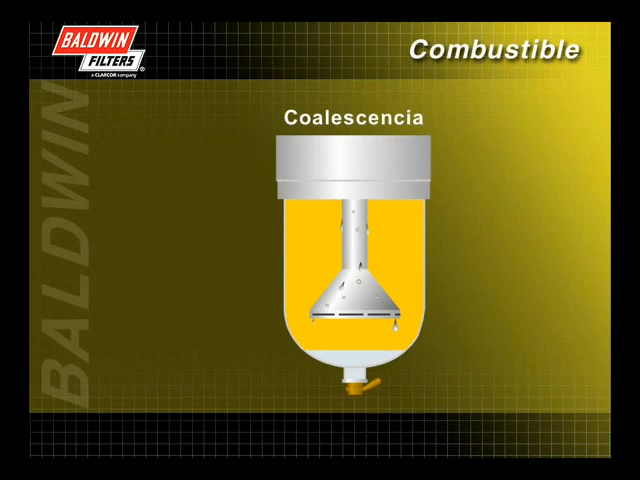 BALDWIN
FILTERS®
a CLARCOR company
Combustible
Coalescencia
BALDWIN